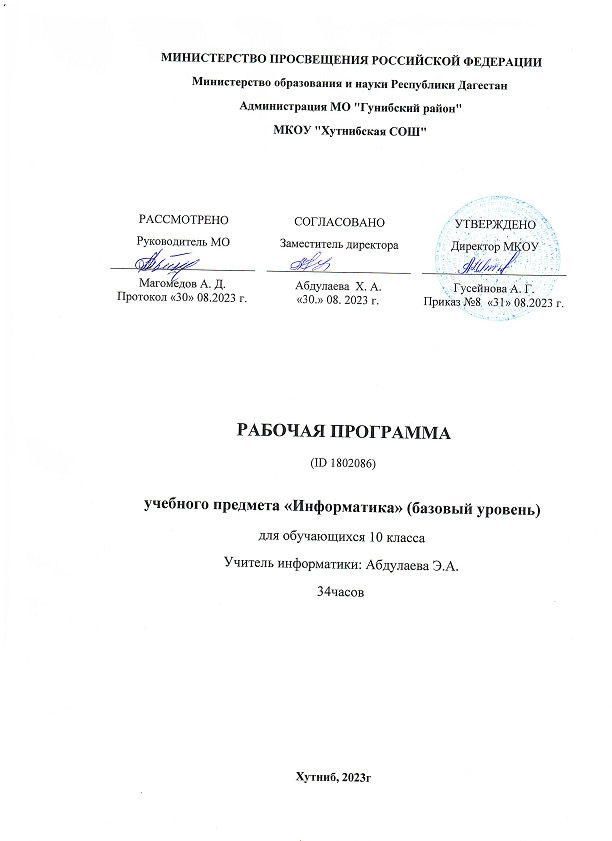 МИНИСТЕРСТВО ПРОСВЕЩЕНИЯ РОССИЙСКОЙ ФЕДЕРАЦИИ
Министерство образования и науки Республики Дагестан
Администрация МО "Гунибский район"
МКОУ "Хутнибская СОШ"
РАССМОТРЕНО
Руководитель МО
Магомедов А. Д.
Протокол «30» 08.2023 г.
СОГЛАСОВАНО
Заместитель директора
Абдулаева Х. А.
«30.» 08. 2023 г.
УТВЕРЖДЕНО
Директор МКОУ
Гусейнова А. Г.
Приказ №8 «31» 08.2023 г.
РАБОЧАЯ ПРОГРАММА
(ID 1802086)
учебного предмета «Информатика» (базовый уровень)
для обучающихся 10 класса
Учитель информатики: Абдулаева Э.А.
34часов
Хутниб, 2023г